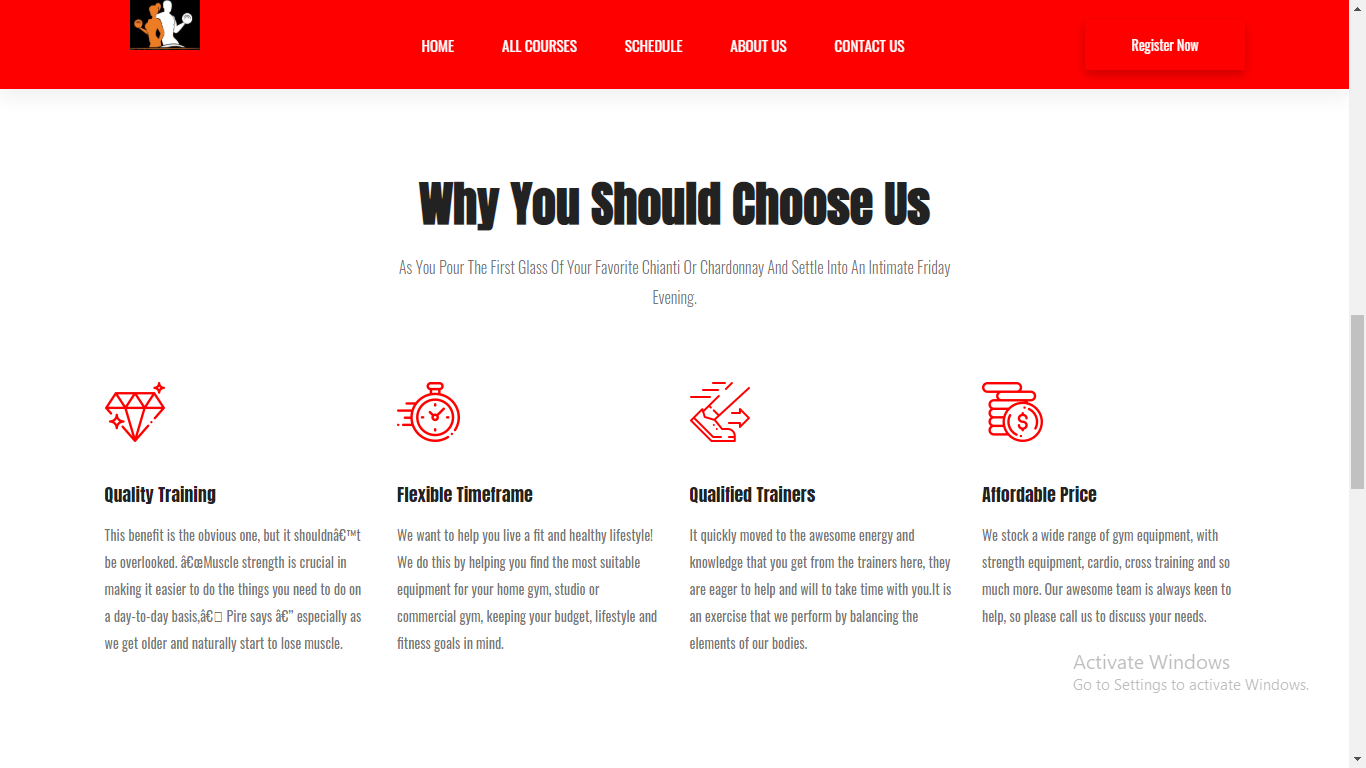 HOME ALL COURSES SCHEDULE ABOUT US CONTACT US Register Now
Why You Should Choose Us
As You Pour The First Glass Of Your Favorite Chianti Or Chardonnay And Settle Into An Intimate Friday
Evening.
Quality Training
This benefit is the obvious one, but it shouldnâ€™t
be overlooked. â€œMuscle strength is crucial in
making it easier to do the things you need to do on
a day-to-day basis,â€□ Pire says â€” especially as
we get older and naturally start to lose muscle.
Flexible Timeframe
We want to help you live a fit and healthy lifestyle!
We do this by helping you find the most suitable
equipment for your home gym, studio or
commercial gym, keeping your budget, lifestyle and
fitness goals in mind.
Qualified Trainers
It quickly moved to the awesome energy and
knowledge that you get from the trainers here, they
are eager to help and will to take time with you.It is
an exercise that we perform by balancing the
elements of our bodies.
Affordable Price
We stock a wide range of gym equipment, with
strength equipment, cardio, cross training and so
much more. Our awesome team is always keen to
help, so please call us to discuss your needs.
Activate Windows
Go to Settings to activate Windows.